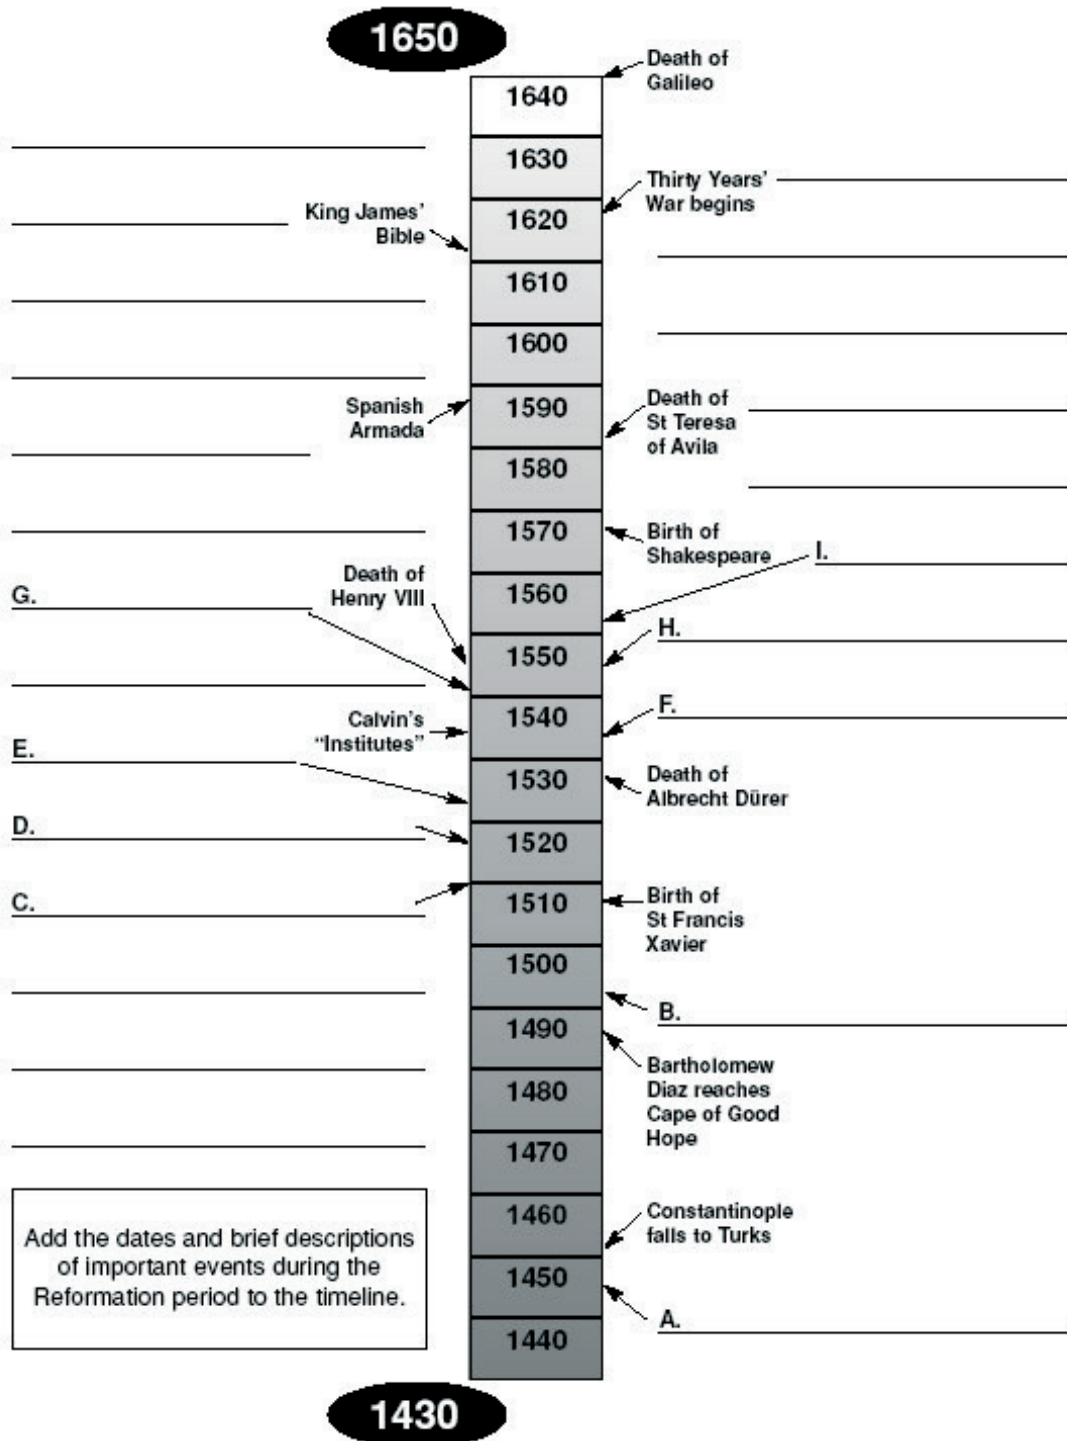 1650
Death of
Galileo
1640
1630
Thirty Years'
War begins
King James'
Bible
1620
1610
1600
Spanish
Armada
1590
Death of
St Teresa
of Avila
1580
1570
Birth of
Shakespeare
I.
Death of
Henry VIII
G.
1560
H.
1550
F.
1540
Calvin's
"Institutes"
E.
1530
Death of
Albrecht Dürer
D.
1520
C.
1510
Birth of
St Francis
Xavier
1500
B.
1490
Bartholomew
Diaz reaches
Cape of Good
Hope
1480
1470
1460
Constantinople
falls to Turks
Add the dates and brief descriptions
of important events during the
Reformation period to the timeline.
1450
A.
1440
1430